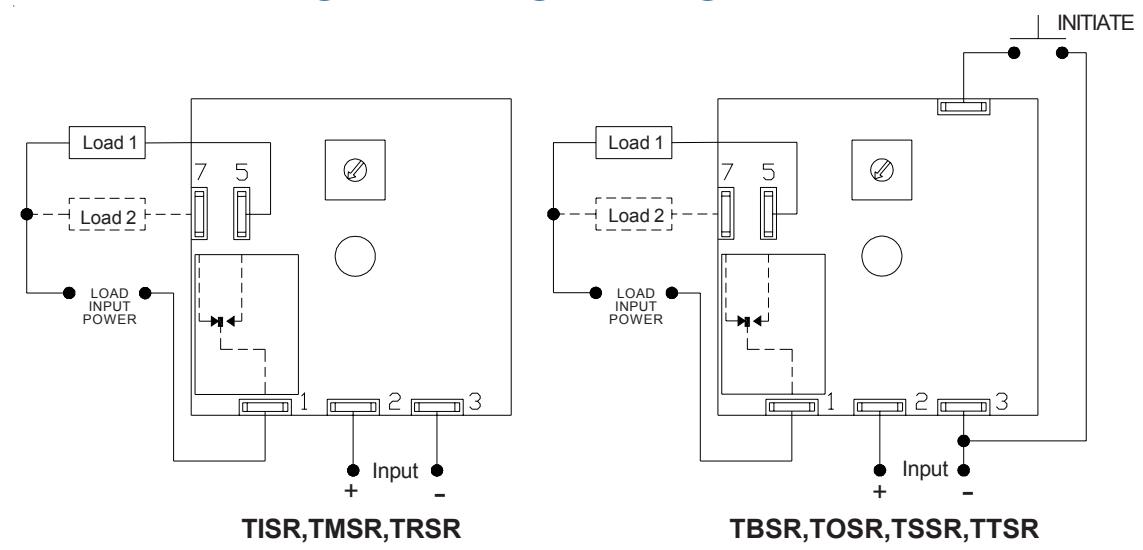 INITIATE
Load 1
7 5
Load 2
LOAD
INPUT
POWER
1 2 3
Input
+ -
TISR,TMSR,TRSR
Load 1
7 5
Load 2
LOAD
INPUT
POWER
1 2 3
Input
+ -
TBSR,TOSR,TSSR,TTSR